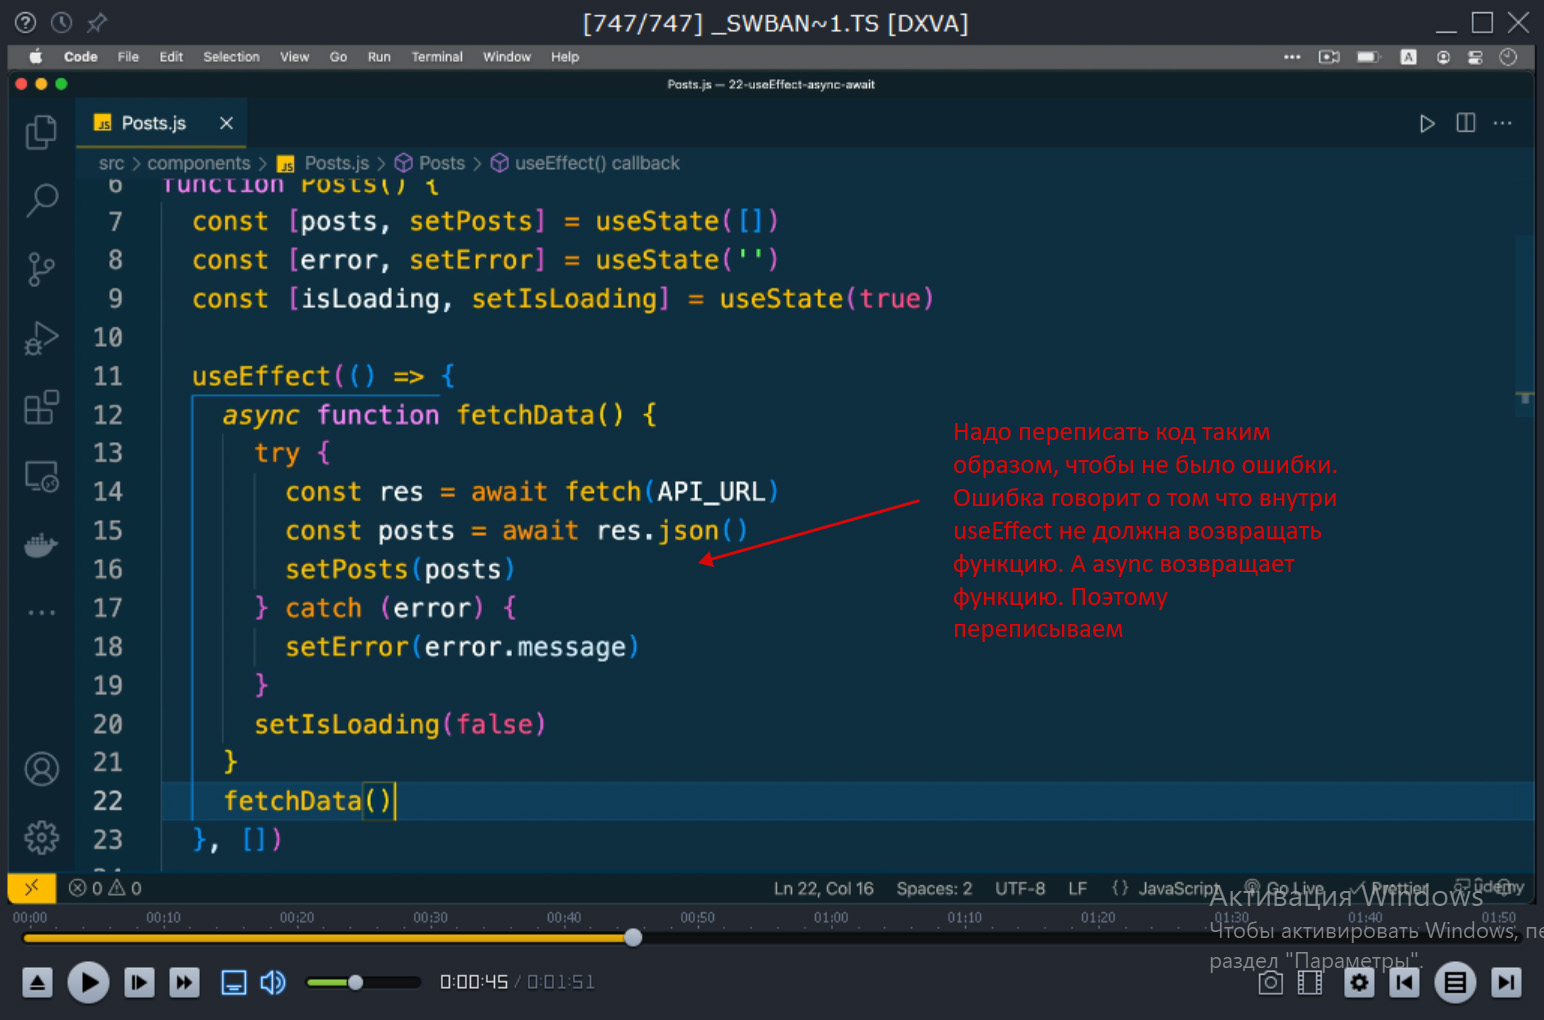 [747/747] _SWBAN~1.TS [DXVA]
Code File Edit Selection View Go Run Terminal Window Help
A
Posts.js — 22-useEffect-async-await
JS Posts.js
src > components > JS Posts.js > Posts > useEffect() callback
6 function Posts() {
7 const [posts, setPosts] = useState([])
8 const [error, setError] = useState('')
9 const [isLoading, setIsLoading] = useState(true)
10
11 useEffect(() => {
12 async function fetchData() {
13 try {
14 const res = await fetch(API_URL)
15 const posts = await res.json()
16 setPosts(posts)
17 } catch (error) {
18 setError(error.message)
19 }
20 setIsLoading(false)
21 }
22 fetchData()
23 }, [])
Надо переписать код таким
образом, чтобы не было ошибки.
Ошибка говорит о том что внутри
useEffect не должна возвращать
функцию. А async возвращает
функцию. Поэтому
переписываем
0 0 Ln 22, Col 16 Spaces: 2 UTF-8 LF {} JavaScript Go Live Prettier ûdemy
Активация Windows
Чтобы активировать Windows, пе
раздел "Параметры".
00:00 00:10 00:20 00:30 00:40 00:50 01:00 01:10 01:20 01:30 01:40 01:50
0:00:45 / 0:01:51